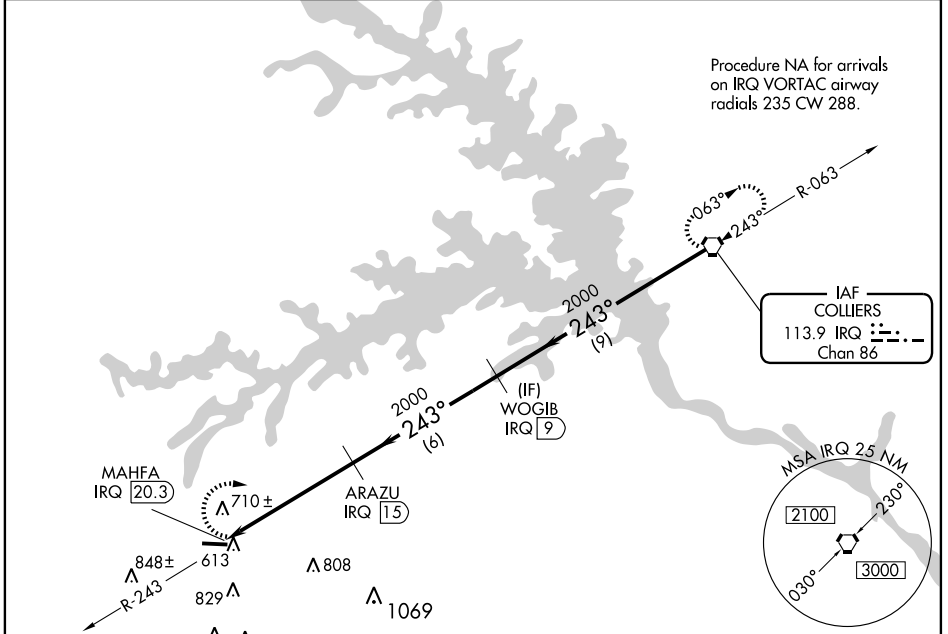 Procedure NA for arrivals
on IRQ VORTAC airway
radials 235 CW 288.
R-063
063°
243°
IAF
COLLIERS
113.9 IRQ
Chan 86
2000
243°
(9)
(IF)
WOGIB
IRQ 9
2000
243°
(6)
ARAZU
IRQ 15
MAHFA
IRQ 20.3
710 ±
848±
613
R-243
829
808
1069
MSA IRQ 25 NM
2100
230°
030°
3000